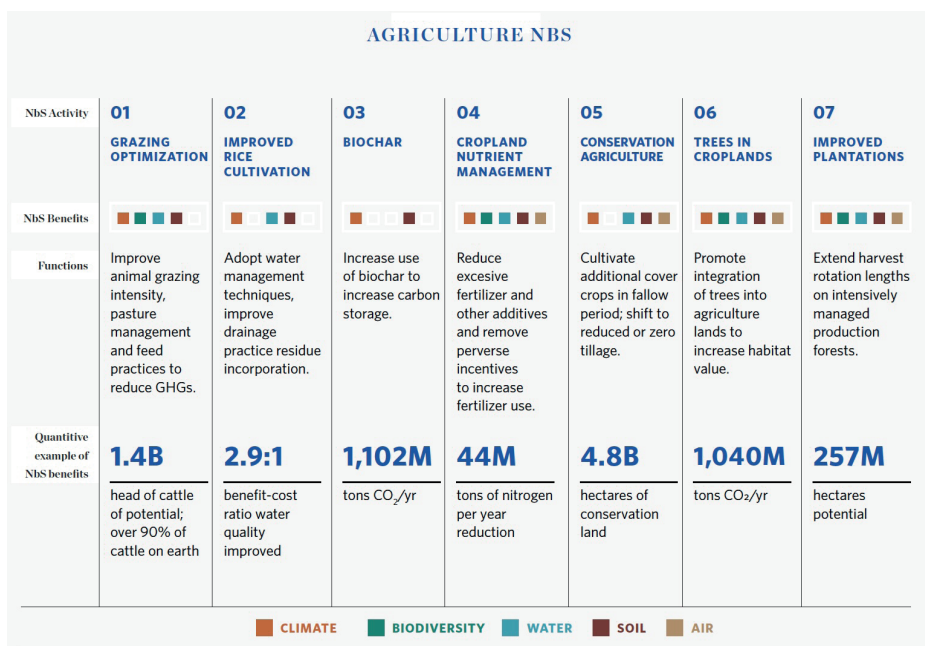 AGRICULTURE NBS
NbS Activity
01
GRAZING
OPTIMIZATION
02
IMPROVED
RICE
CULTIVATION
03
BIOCHAR
04
CROPLAND
NUTRIENT
MANAGEMENT
05
CONSERVATION
AGRICULTURE
06
TREES IN
CROPLANDS
07
IMPROVED
PLANTATIONS
NbS Benefits
Functions
Improve
animal grazing
intensity,
pasture
management
and feed
practices to
reduce GHGs.
Adopt water
management
techniques,
improve
drainage
practice residue
incorporation.
Increase use
of biochar to
increase carbon
storage.
Reduce
excesive
fertilizer and
other additives
and remove
perverse
incentives
to increase
fertilizer use.
Cultivate
additional cover
crops in fallow
period; shift to
reduced or zero
tillage.
Promote
integration
of trees into
agriculture
lands to
increase habitat
value.
Extend harvest
rotation lengths
on intensively
managed
production
forests.
Quantitive
example of
NbS benefits
1.4B
head of cattle
of potential;
over 90% of
cattle on earth
2.9:1
benefit-cost
ratio water
quality
improved
1,102M
tons CO₂/yr
44M
tons of nitrogen
per year
reduction
4.8B
hectares of
conservation
land
1,040M
tons CO₂/yr
257M
hectares
potential
CLIMATE
BIODIVERSITY
WATER
SOIL
AIR